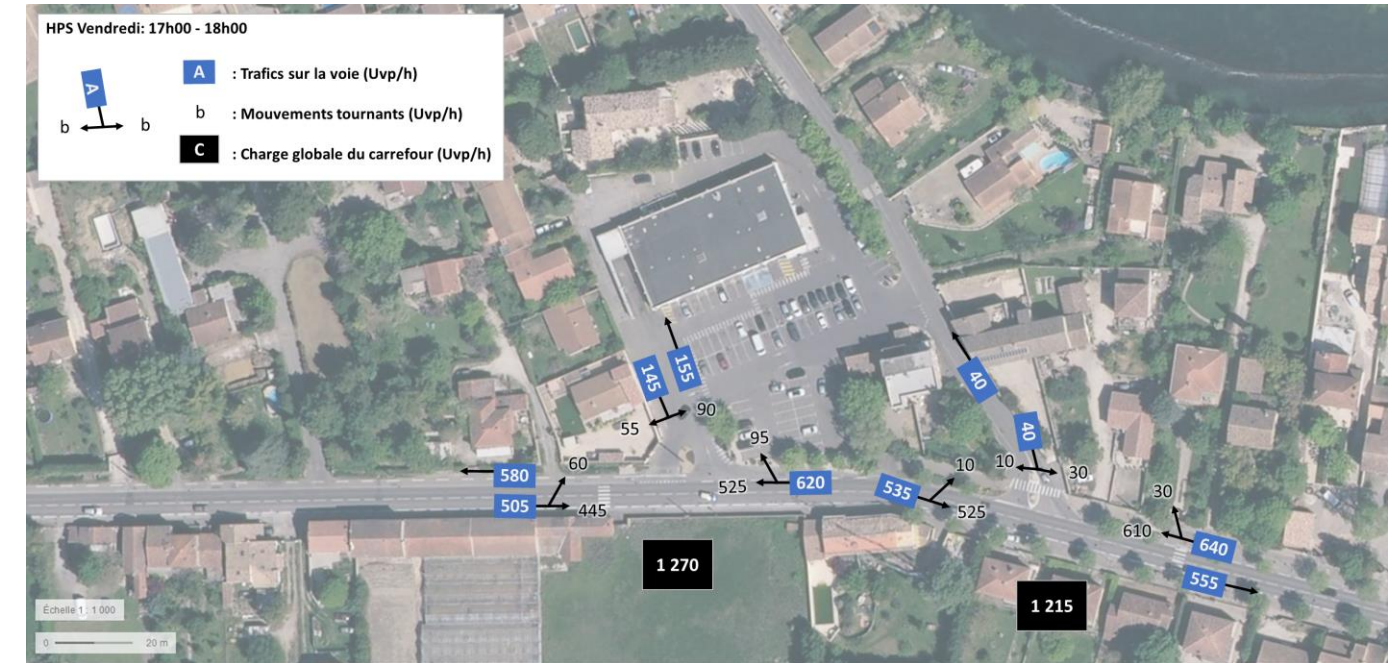 HPS Vendredi: 17h00 - 18h00
A : Trafics sur la voie (Uvp/h)
A
b b
b : Mouvements tournants (Uvp/h)
C : Charge globale du carrefour (Uvp/h)
155
145
90
55
40
40
10 30
95
60
580
505
445
525 620
535
10
525
30
610
640
555
1 270
1 215
Échelle 1 : 1 000
0 20 m